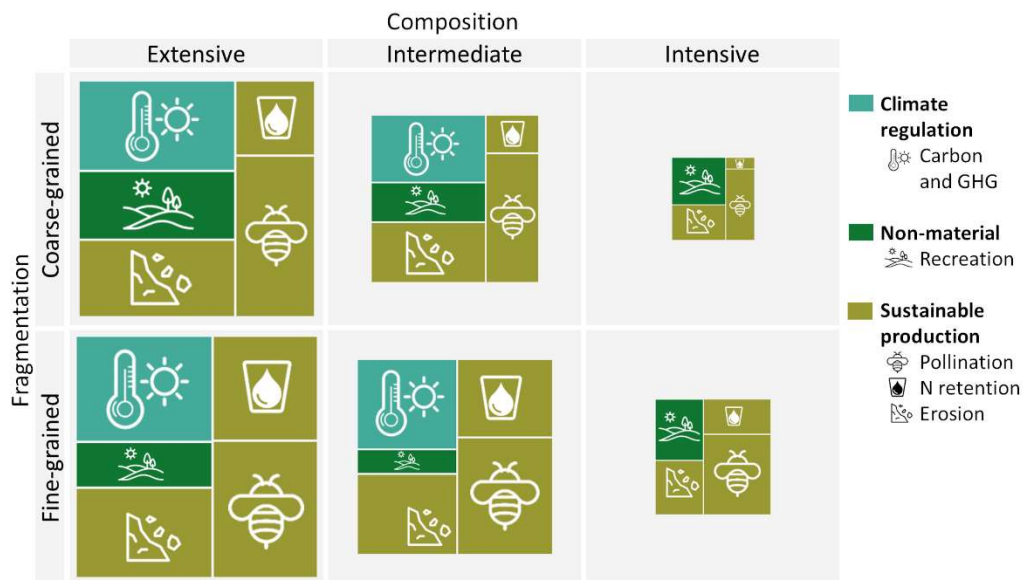 Composition
Extensive
Intermediate
Intensive
Fragmentation
Coarse-grained
Fine-grained
Climate
regulation
Carbon
and GHG
Non-material
Recreation
Sustainable
production
Pollination
N retention
Erosion